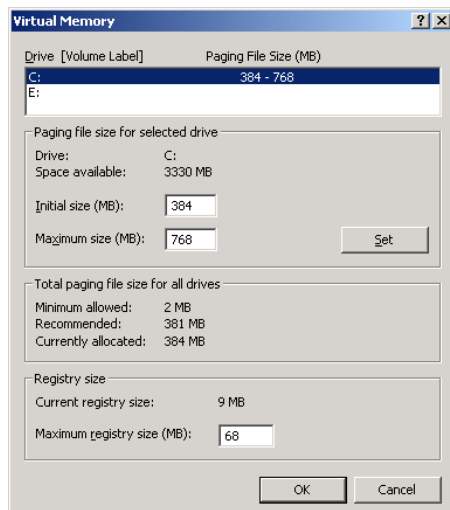 Virtual Memory
Drive [Volume Label] Paging File Size (MB)
C: 384 - 768
E:
Paging file size for selected drive
Drive: C:
Space available: 3330 MB
Initial size (MB): 384
Maximum size (MB): 768 Set
Total paging file size for all drives
Minimum allowed: 2 MB
Recommended: 381 MB
Currently allocated: 384 MB
Registry size
Current registry size: 9 MB
Maximum registry size (MB): 68
OK Cancel